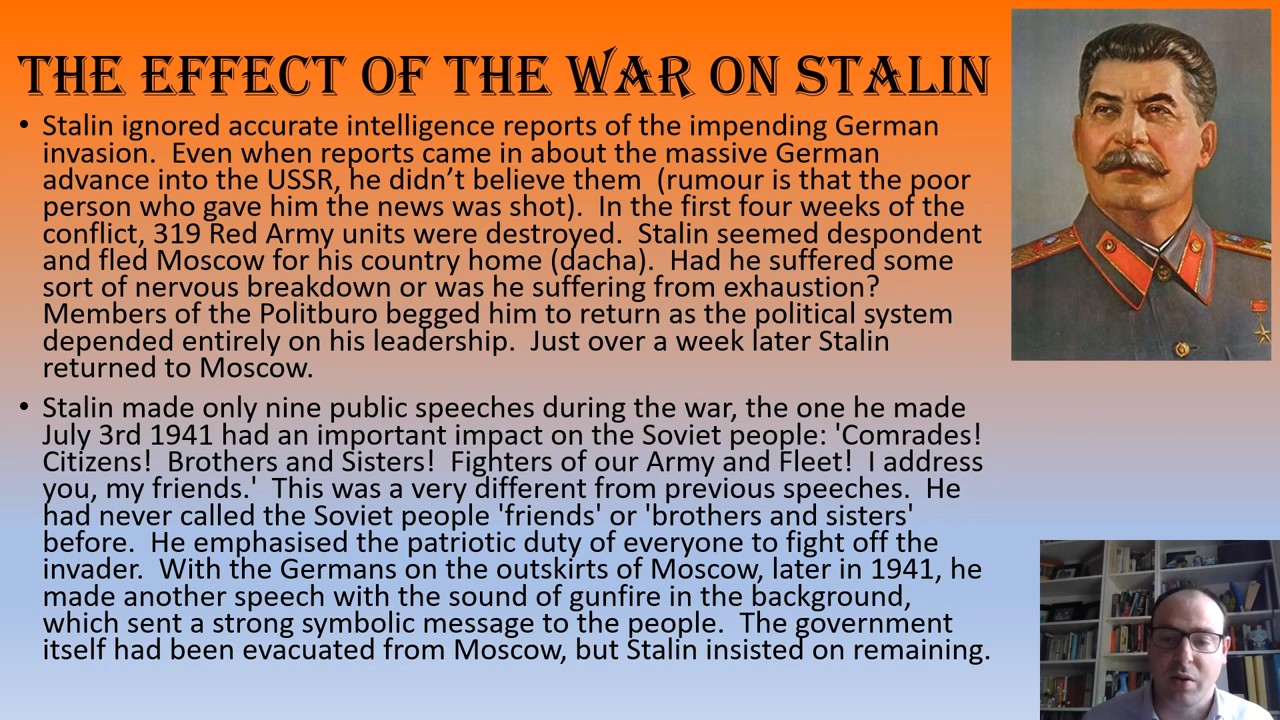 THE EFFECT OF THE WAR ON STALIN
• Stalin ignored accurate intelligence reports of the impending German
invasion.  Even when reports came in about the massive German
advance into the USSR, he didn’t believe them  (rumour is that the poor
person who gave him the news was shot).  In the first four weeks of the
conflict, 319 Red Army units were destroyed.  Stalin seemed despondent
and fled Moscow for his country home (dacha).  Had he suffered some
sort of nervous breakdown or was he suffering from exhaustion?
Members of the Politburo begged him to return as the political system
depended entirely on his leadership.  Just over a week later Stalin
returned to Moscow.
• Stalin made only nine public speeches during the war, the one he made
July 3rd 1941 had an important impact on the Soviet people: 'Comrades!
Citizens!  Brothers and Sisters!  Fighters of our Army and Fleet!  I address
you, my friends.'  This was a very different from previous speeches.  He
had never called the Soviet people 'friends' or 'brothers and sisters'
before.  He emphasised the patriotic duty of everyone to fight off the
invader.  With the Germans on the outskirts of Moscow, later in 1941, he
made another speech with the sound of gunfire in the background,
which sent a strong symbolic message to the people.  The government
itself had been evacuated from Moscow, but Stalin insisted on remaining.